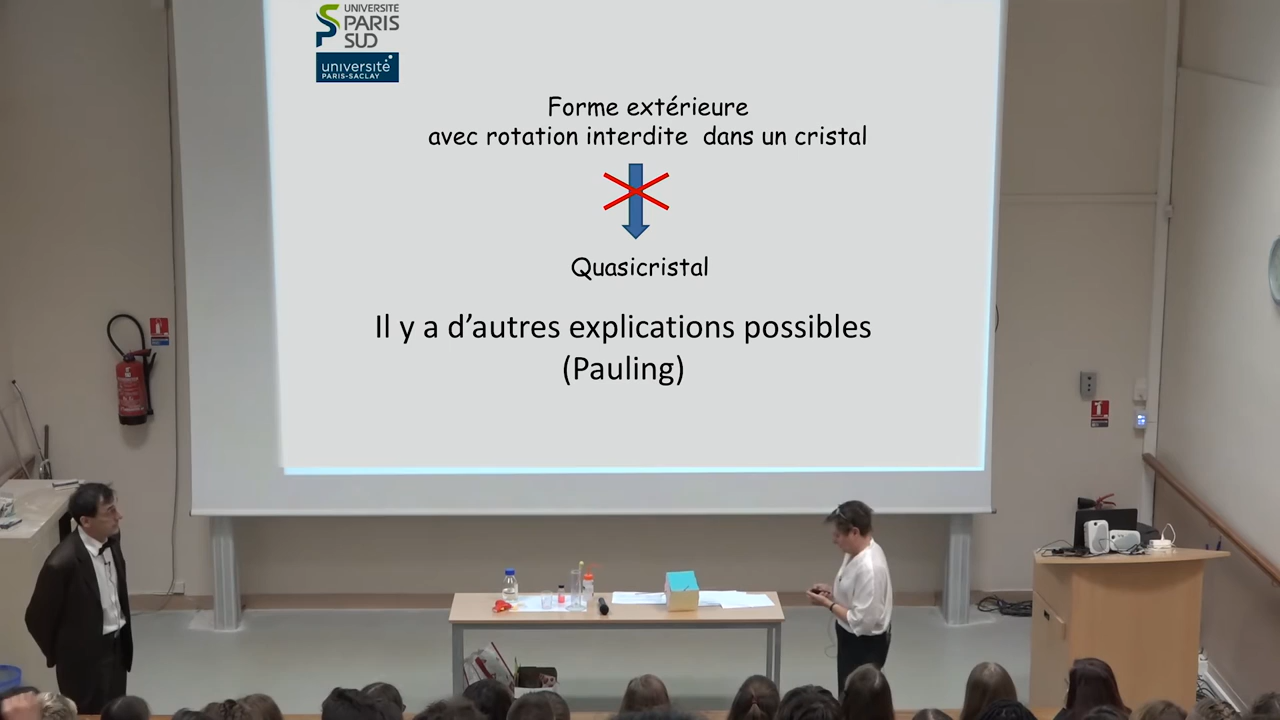 UNIVERSITÉ
PARIS
SUD
université
PARIS-SACLAY
Forme extérieure
avec rotation interdite dans un cristal
Quasicristal
Il y a d’autres explications possibles
(Pauling)